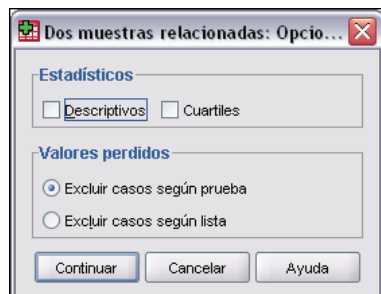 Dos muestras relacionadas: Opcio...
Estadísticos
Descriptivos Cuartiles
Valores perdidos
Excluir casos según prueba
Excluir casos según lista
Continuar Cancelar Ayuda